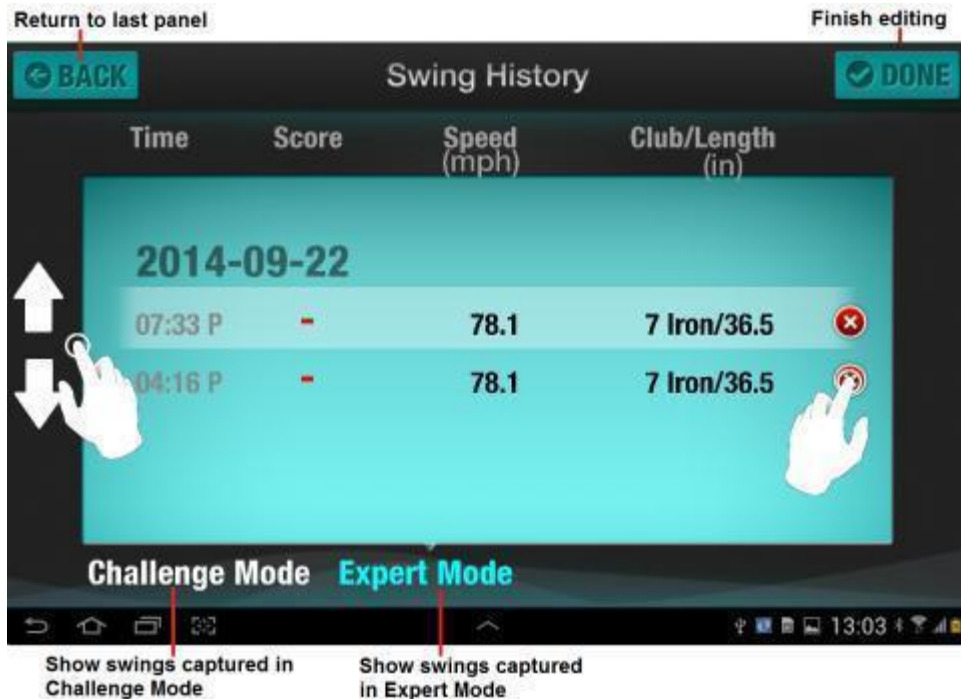 Return to last panel
Finish editing
BACK
Swing History
DONE
Time Score Speed Club/Length
(mph) (in)
2014-09-22
07:33 P - 78.1 7 Iron/36.5
04:16 P - 78.1 7 Iron/36.5
Challenge Mode Expert Mode
13:03
Show swings captured in
Challenge Mode
Show swings captured
in Expert Mode